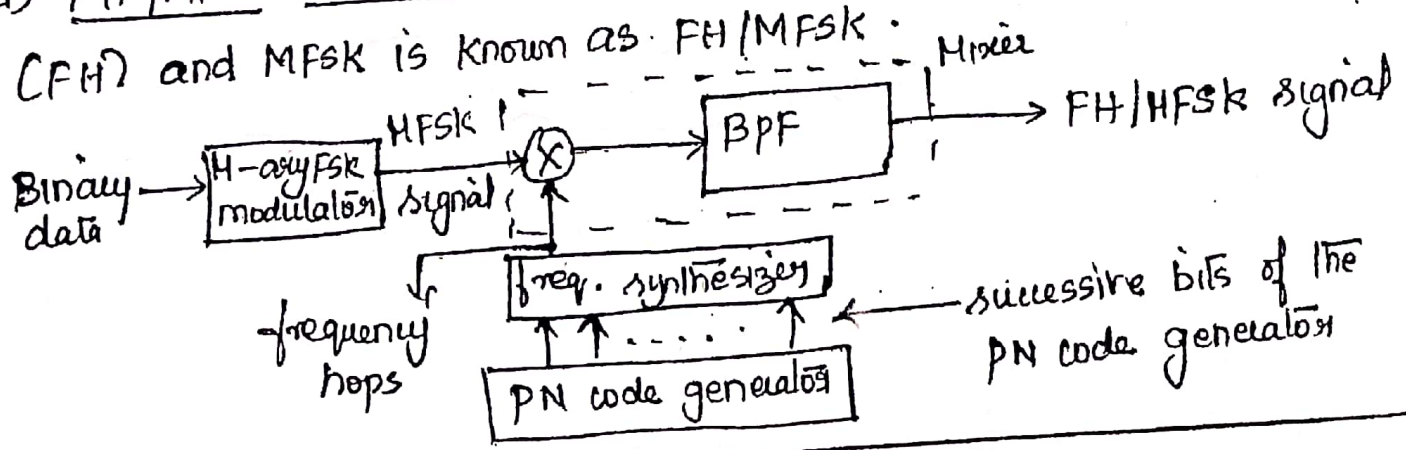 (FH) and MFSK is known as. FH/MFSK.
Mixer
MFSK
signal
BPF
FH/MFSK signal
X
Binary
data
M-ary FSK
modulator
freq. synthesizer
frequency
hops
successive bits of the
PN code generator
PN code generator